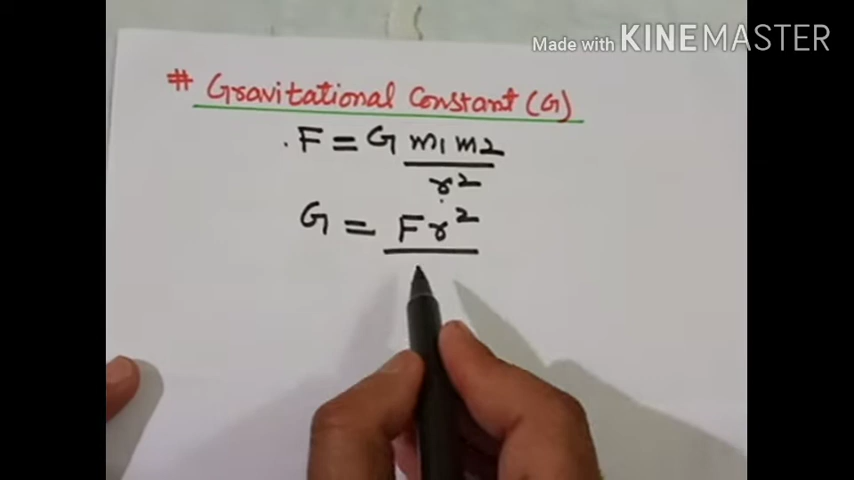 Made with KINEMASTER
# Gravitational Constant (G)
F = G m1 m2
r2
G = Fr2